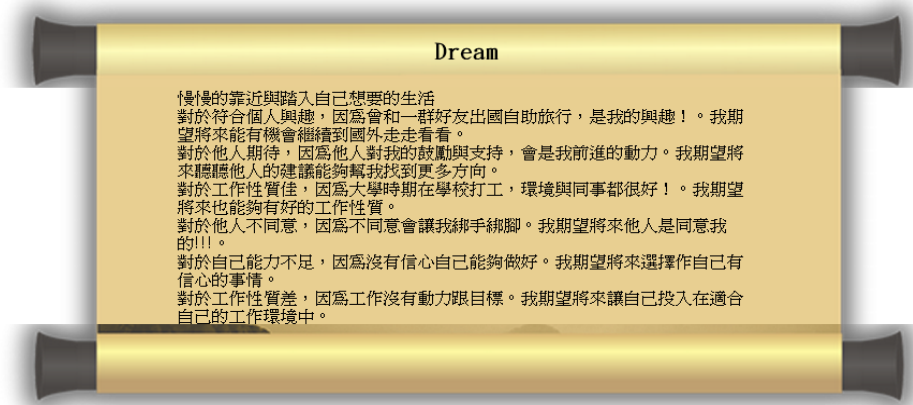 Dream
慢慢的靠近與踏入自己想要的生活
對於符合個人興趣，因為曾和一群好友出國自助旅行，是我的興趣！。我期
望將來能有機會繼續到國外走走看看。
對於他人期待，因為他人對我的鼓勵與支持，會是我前進的動力。我期望將
來聽聽他人的建議能夠幫我找到更多方向。
對於工作性質佳，因為大學時期在學校打工，環境與同事都很好！。我期望
將來也能夠有好的工作性質。
對於他人不同意，因為不同意會讓我綁手綁腳。我期望將來他人是同意我
的!!!。
對於自己能力不足，因為沒有信心自己能夠做好。我期望將來選擇作自己有
信心的事情。
對於工作性質差，因為工作沒有動力跟目標。我期望將來讓自己投入在適合
自己的工作環境中。